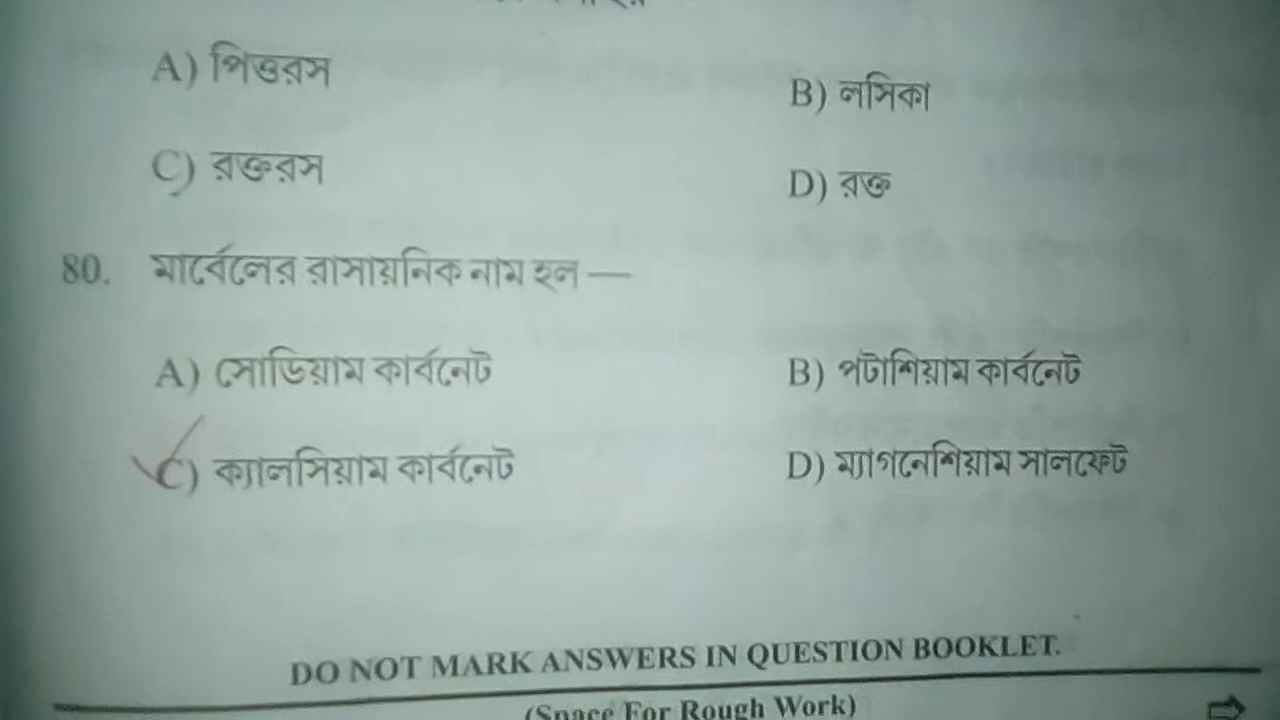 A) পিত্তরস
B) লসিকা
C) রক্তরস
D) রক্ত
80. মার্বেলের রাসায়নিক নাম হল —
A) সোডিয়াম কার্বনেট
B) পটাশিয়াম কার্বনেট
C) ক্যালসিয়াম কার্বনেট
D) ম্যাগনেশিয়াম সালফেট
DO NOT MARK ANSWERS IN QUESTION BOOKLET.
(Space For Rough Work)